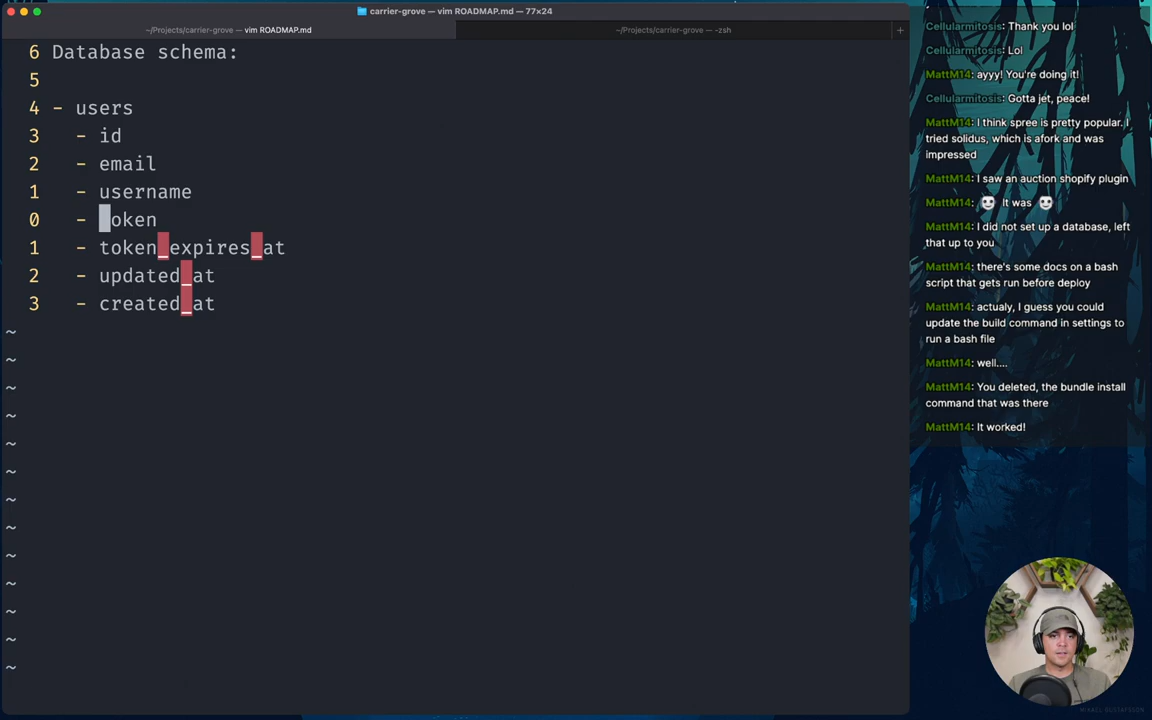 carrier-grove — vim ROADMAP.md — 77×24
~/Projects/carrier-grove — vim ROADMAP.md
~/Projects/carrier-grove — -zsh
+
6 Database schema:
5
4 - users
3 - id
2 - email
1 - username
0 - token
1 - token_expires_at
2 - updated_at
3 - created_at
~
~
~
~
~
~
~
~
~
~
~
~
~
Cellularmitosis: Thank you lol
Cellularmitosis: Lol
MattM14: ayyy! You're doing it!
Cellularmitosis: Gotta jet, peace!
MattM14: I think spree is pretty popular. I
tried solidus, which is afork and was
impressed
MattM14: I saw an auction shopify plugin
MattM14: It was
MattM14: I did not set up a database, left
that up to you
MattM14: there's some docs on a bash
script that gets run before deploy
MattM14: actualy, I guess you could
update the build command in settings to
run a bash file
MattM14: well....
MattM14: You deleted, the bundle install
command that was there
MattM14: It worked!
MIKAEL GUSTAFSSON